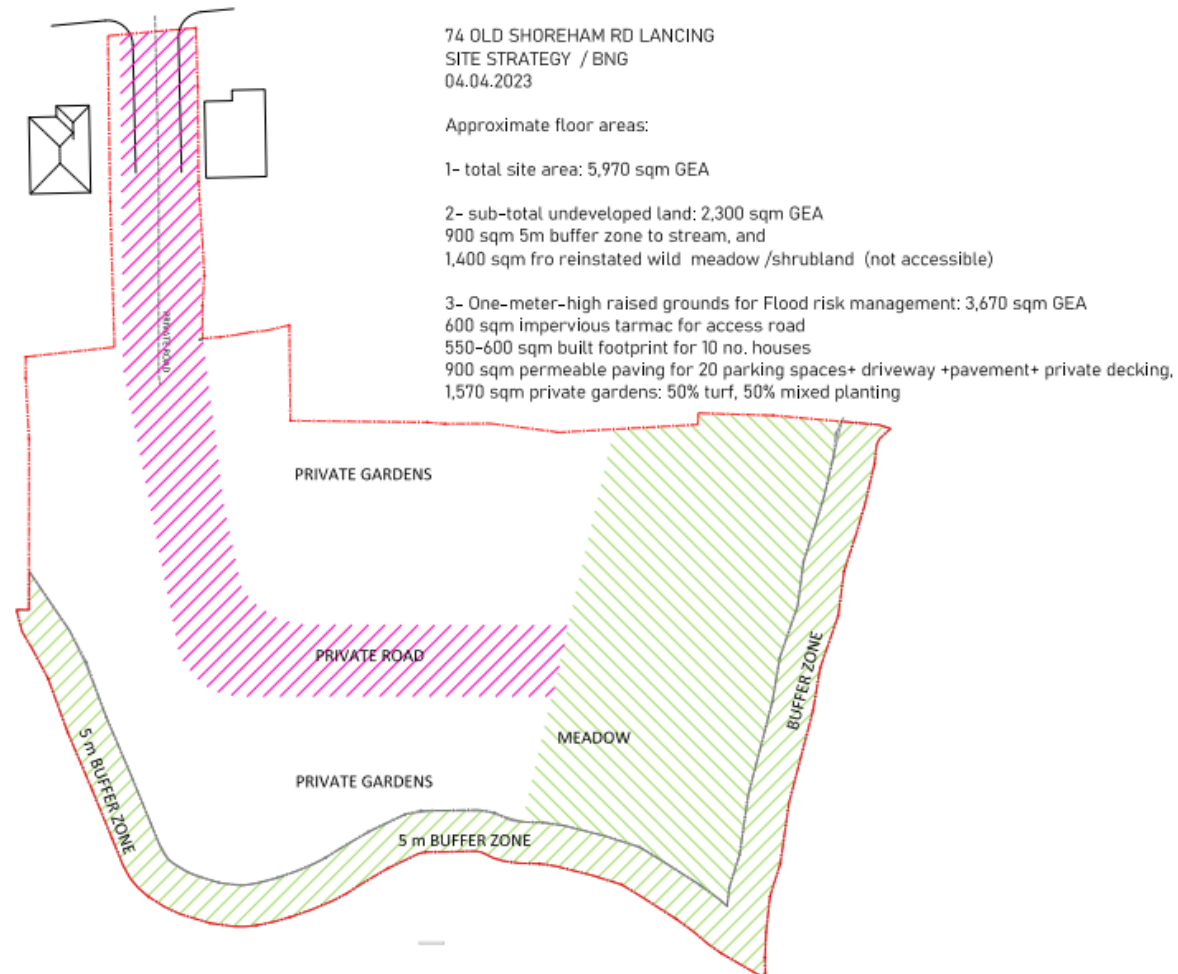 74 OLD SHOREHAM RD LANCING
SITE STRATEGY / BNG
04.04.2023
Approximate floor areas:
1- total site area: 5,970 sqm GEA
2- sub-total undeveloped land: 2,300 sqm GEA
900 sqm 5m buffer zone to stream, and
1,400 sqm fro reinstated wild meadow /shrubland (not accessible)
3- One-meter-high raised grounds for Flood risk management: 3,670 sqm GEA
600 sqm impervious tarmac for access road
550-600 sqm built footprint for 10 no. houses
900 sqm permeable paving for 20 parking spaces+ driveway +pavement+ private decking,
1,570 sqm private gardens: 50% turf, 50% mixed planting
PRIVATE ROAD
PRIVATE GARDENS
PRIVATE ROAD
BUFFER ZONE
MEADOW
5 m BUFFER ZONE
PRIVATE GARDENS
5 m BUFFER ZONE